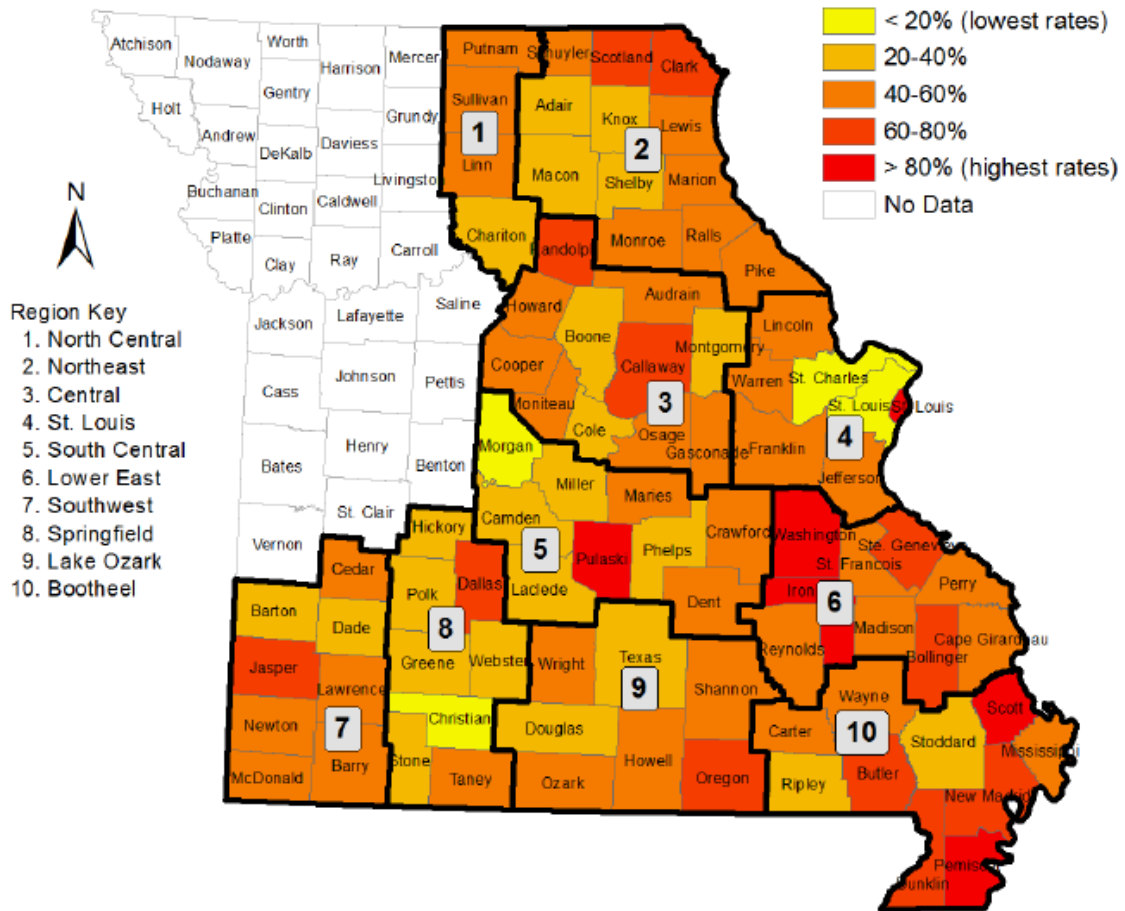 < 20% (lowest rates)
20-40%
40-60%
60-80%
> 80% (highest rates)
No Data
N
Region Key
1. North Central
2. Northeast
3. Central
4. St. Louis
5. South Central
6. Lower East
7. Southwest
8. Springfield
9. Lake Ozark
10. Bootheel
Atchison
Nodaway
Worth
Harrison
Mercer
Putnam
Schuyler
Scotland
Clark
Holt
Gentry
Grundy
Sullivan
Adair
Knox
Lewis
Andrew
DeKalb
Daviess
1
2
Linn
Macon
Shelby
Marion
Buchanan
Clinton
Caldwell
Livingston
Platte
Clay
Ray
Carroll
Chariton
Randolph
Monroe
Ralls
Pike
Jackson
Lafayette
Saline
Howard
Audrain
Boone
Montgomery
Lincoln
Cass
Johnson
Pettis
Cooper
Callaway
Warren
St. Charles
St. Louis
St. Louis
Moniteau
3
Cole
Osage
Gasconade
Franklin
4
Jefferson
Bates
Henry
Benton
Morgan
Miller
Maries
St. Clair
Vernon
Hickory
Camden
5
Pulaski
Phelps
Crawford
Washington
St. Francois
Ste. Genevieve
Perry
Cedar
Polk
Dallas
Laclede
Dent
Iron
6
Barton
Dade
8
Reynolds
Madison
Bollinger
Cape Girardeau
Jasper
Lawrence
Greene
Webster
Wright
Texas
9
Shannon
Wayne
Scott
Newton
7
Christian
Douglas
Carter
10
Stoddard
Mississippi
McDonald
Barry
Stone
Taney
Ozark
Howell
Oregon
Ripley
Butler
New Madrid
Dunklin
Pemiscot